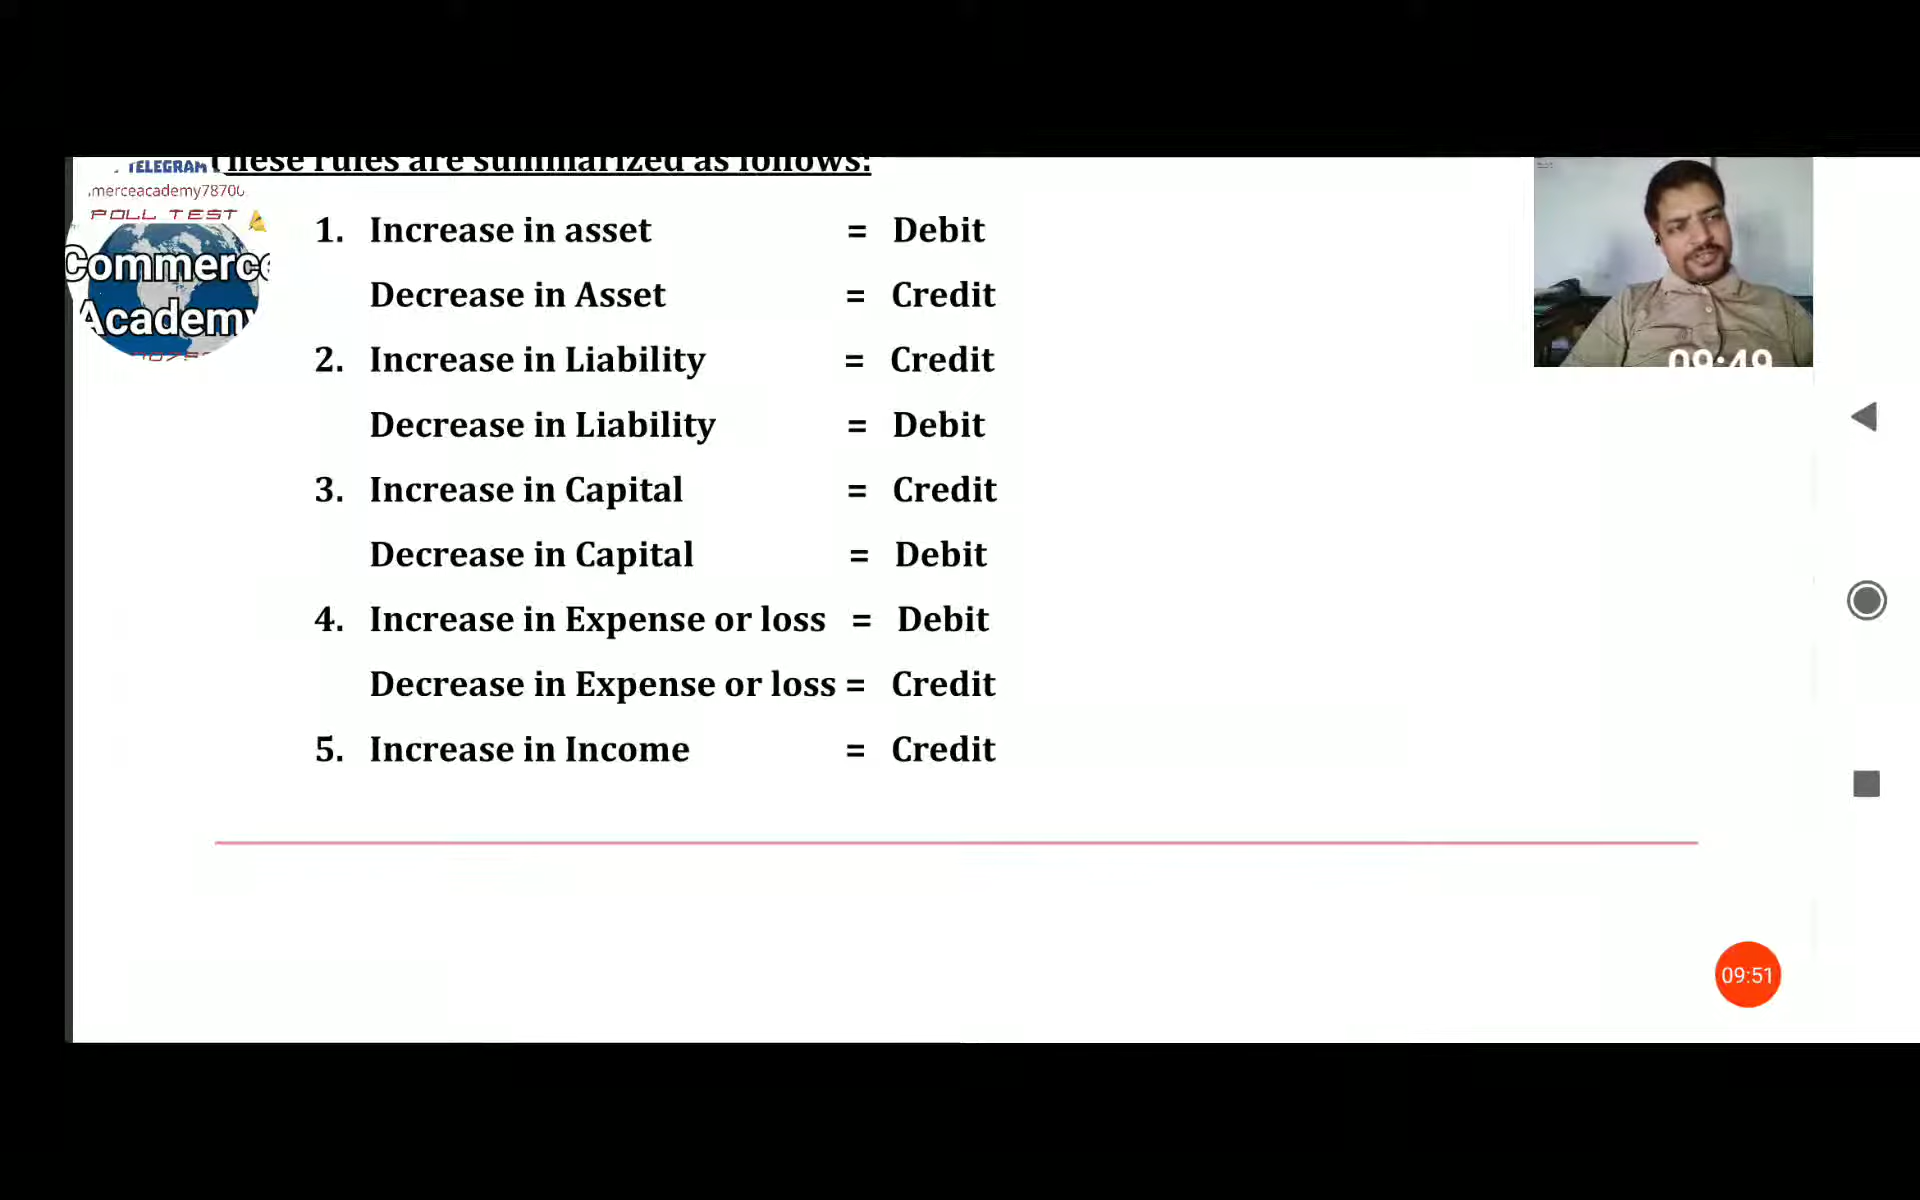 These rules are summarized as follows:
TELEGRAM
merceacademy7870
POLL TEST
Commerce
Academy
1. Increase in asset = Debit
Decrease in Asset = Credit
2. Increase in Liability = Credit
Decrease in Liability = Debit
3. Increase in Capital = Credit
Decrease in Capital = Debit
4. Increase in Expense or loss = Debit
Decrease in Expense or loss = Credit
5. Increase in Income = Credit
09:49
09:51